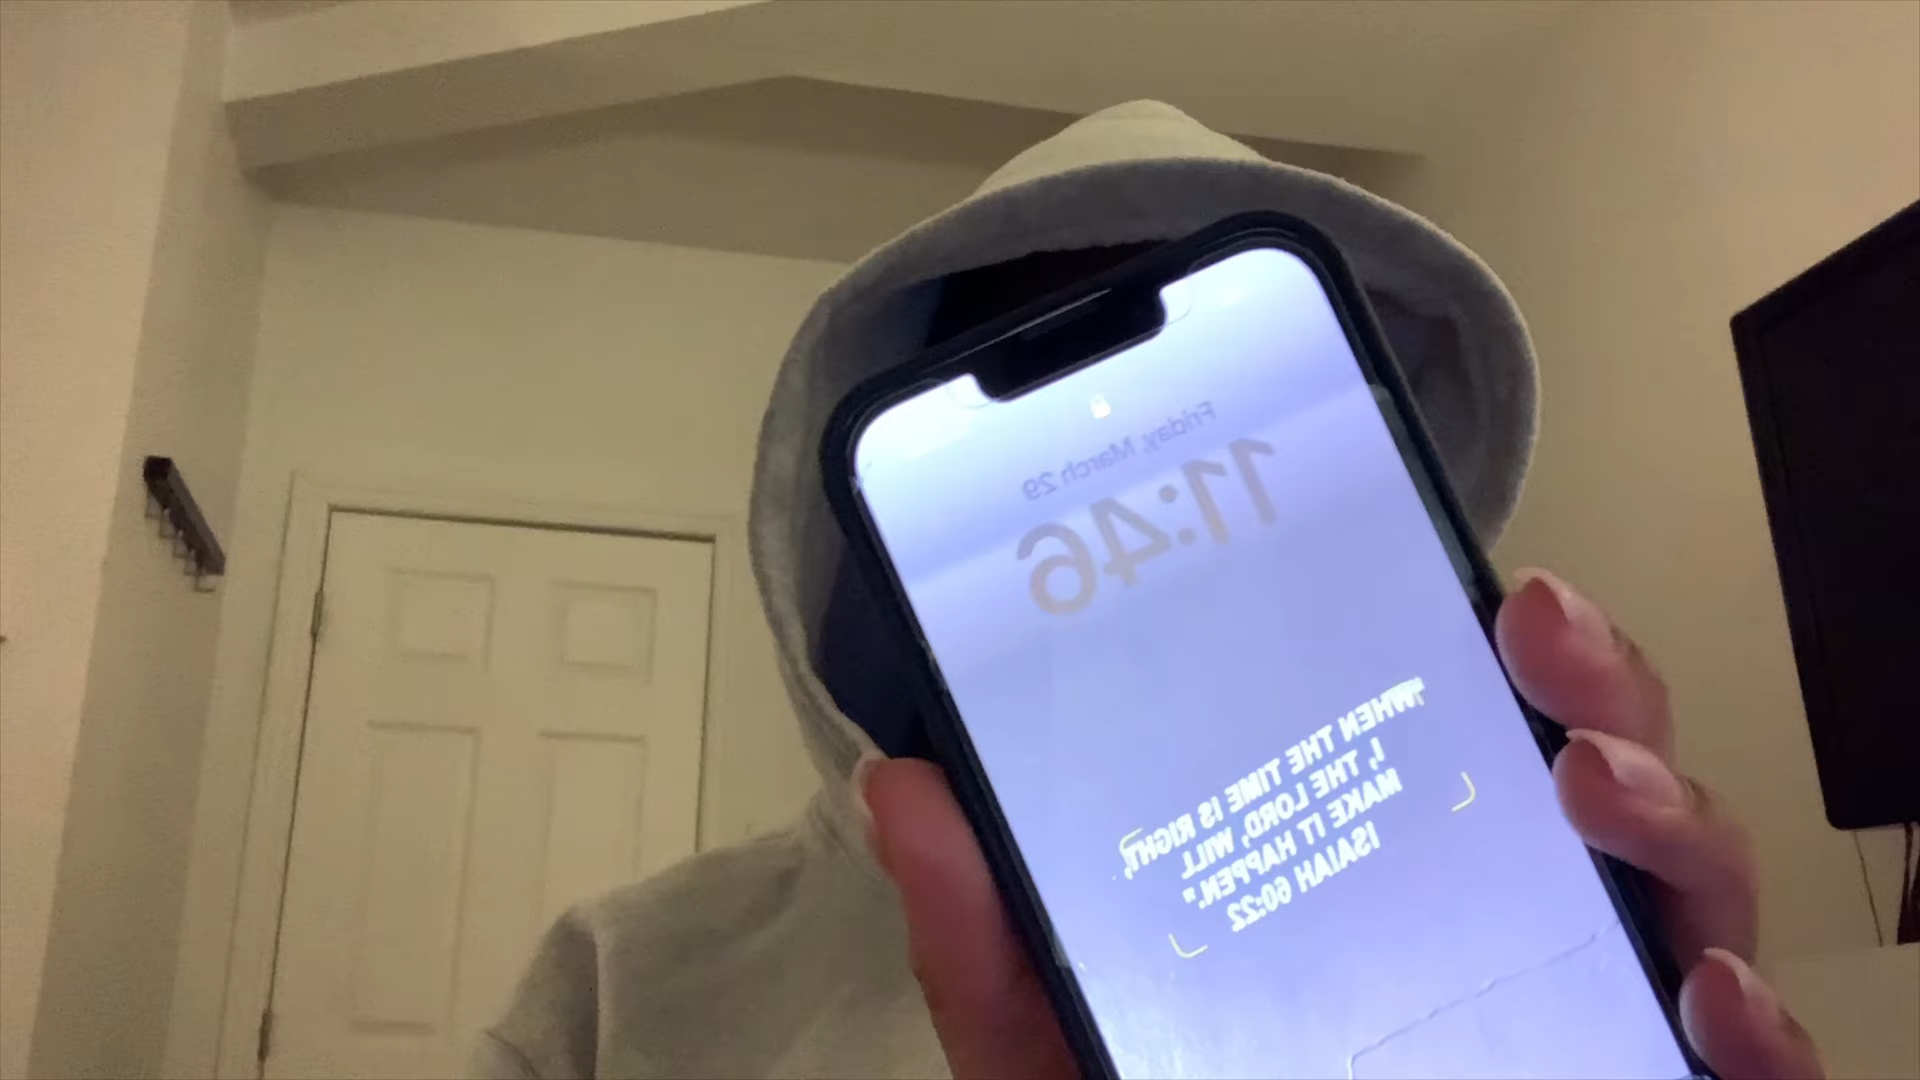 Friday, March 29
11:46
"WHEN THE TIME IS RIGHT,
I, THE LORD, WILL
MAKE IT HAPPEN."
ISAIAH 60:22